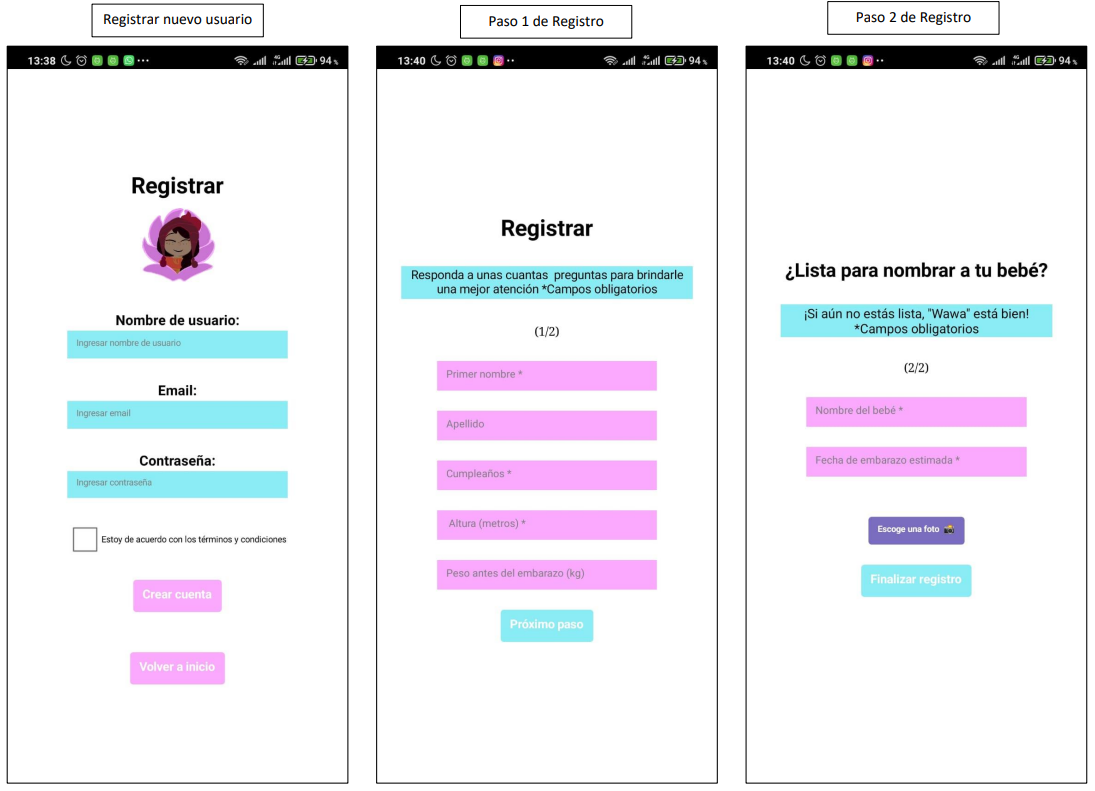 Registrar nuevo usuario
13:38
4G
94%
Registrar
Nombre de usuario:
Ingresar nombre de usuario
Email:
Ingresar email
Contraseña:
Ingresar contraseña
Estoy de acuerdo con los términos y condiciones
Crear cuenta
Volver a inicio
Paso 1 de Registro
13:40
4G
94%
Registrar
Responda a unas cuantas preguntas para brindarle
una mejor atención *Campos obligatorios
(1/2)
Primer nombre *
Apellido
Cumpleaños *
Altura (metros) *
Peso antes del embarazo (kg)
Próximo paso
Paso 2 de Registro
13:40
4G
94%
¿Lista para nombrar a tu bebé?
¡Si aún no estás lista, "Wawa" está bien!
*Campos obligatorios
(2/2)
Nombre del bebé *
Fecha de embarazo estimada *
Escoge una foto 📸
Finalizar registro